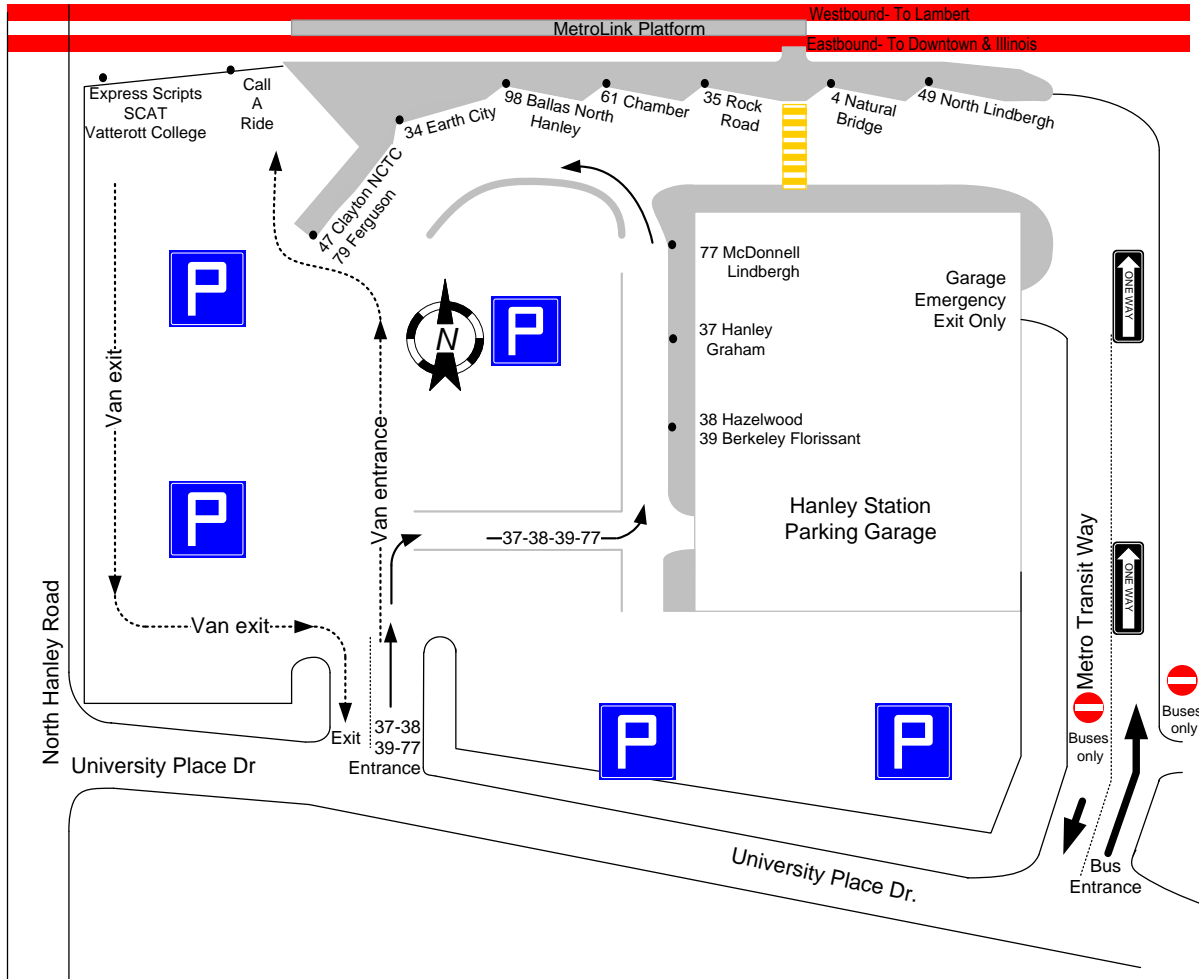 Westbound- To Lambert
MetroLink Platform
Eastbound- To Downtown & Illinois
Express Scripts
SCAT
Vatterott College
Call
A
Ride
34 Earth City
98 Ballas North
Hanley
61 Chamber
35 Rock
Road
4 Natural
Bridge
49 North Lindbergh
47 Clayton NCTC
79 Ferguson
P
P
N
77 McDonnell
Lindbergh
Garage
Emergency
Exit Only
ONE WAY
37 Hanley
Graham
Van exit
Van entrance
38 Hazelwood
39 Berkeley Florissant
P
37-38-39-77
Hanley Station
Parking Garage
Metro Transit Way
ONE WAY
North Hanley Road
Van exit
Exit
37-38
39-77
Entrance
P
P
Buses
only
Buses
only
University Place Dr
University Place Dr.
Bus
Entrance